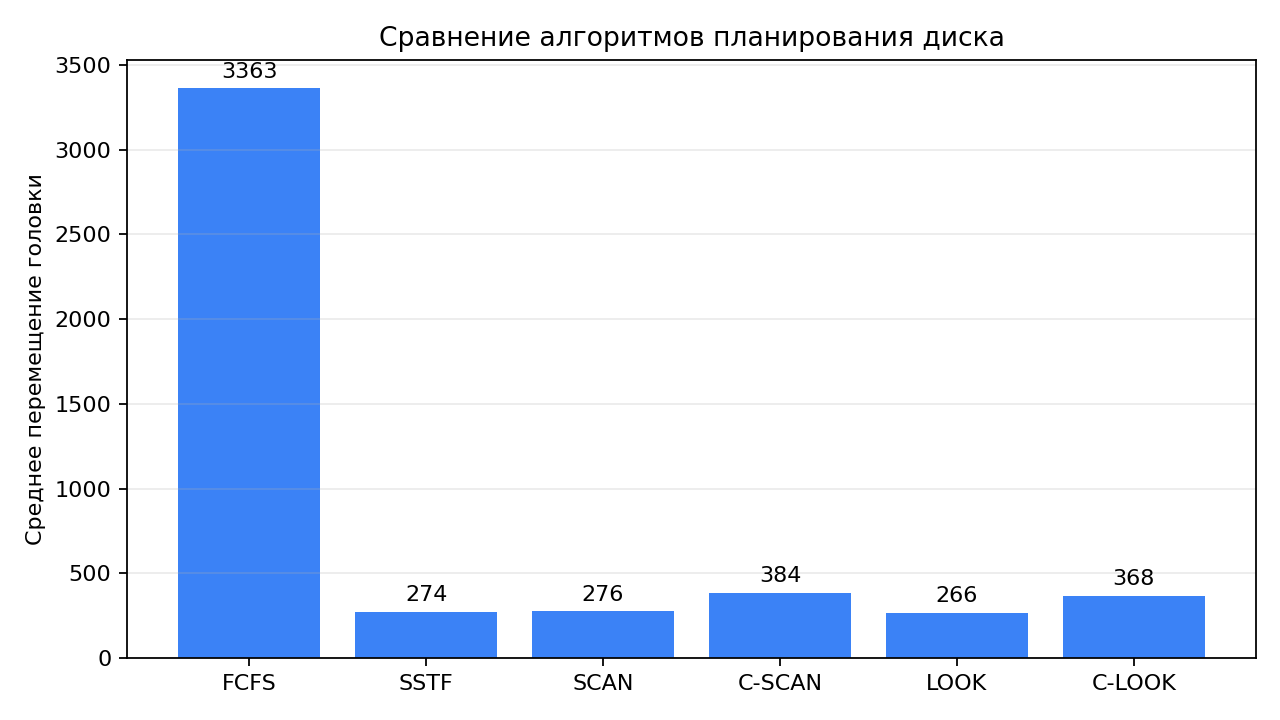 Сравнение алгоритмов планирования диска
Среднее перемещение головки
3500
3000
2500
2000
1500
1000
500
0
3363
274
276
384
266
368
FCFS
SSTF
SCAN
C-SCAN
LOOK
C-LOOK